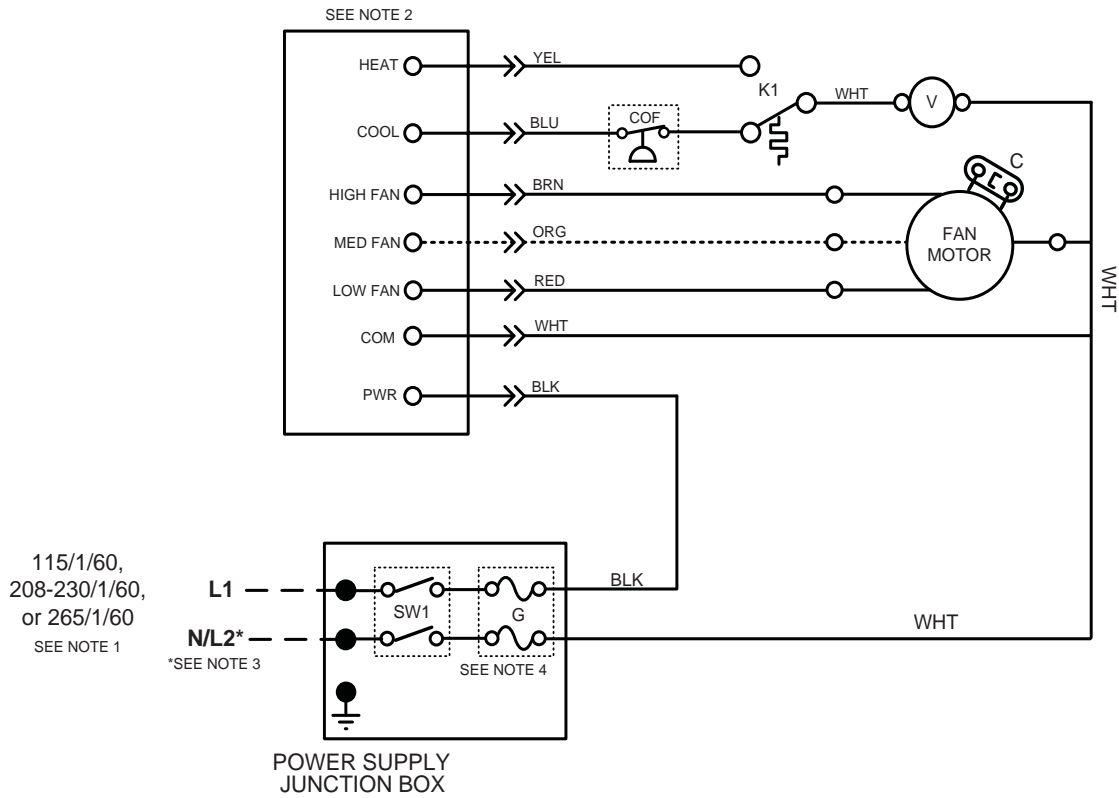 SEE NOTE 2
HEAT
YEL
K1
WHT
V
COOL
BLU
COF
C
HIGH FAN
BRN
MED FAN
ORG
FAN
MOTOR
LOW FAN
RED
WHT
COM
WHT
PWR
BLK
115/1/60,
208-230/1/60,
or 265/1/60
SEE NOTE 1
L1
SW1
G
BLK
N/L2*
*SEE NOTE 3
WHT
SEE NOTE 4
POWER SUPPLY
JUNCTION BOX